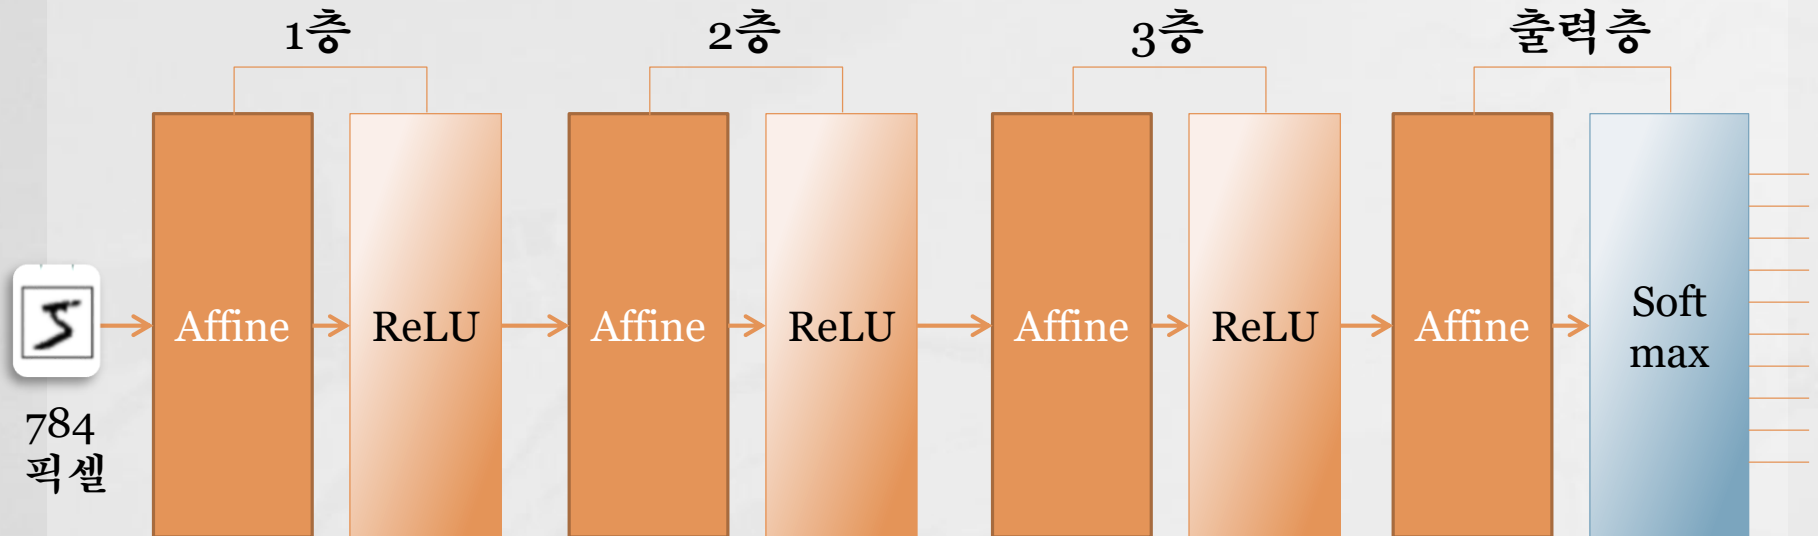 1층
2층
3층
출력층
5
784
픽셀
Affine
ReLU
Affine
ReLU
Affine
ReLU
Affine
Soft
max